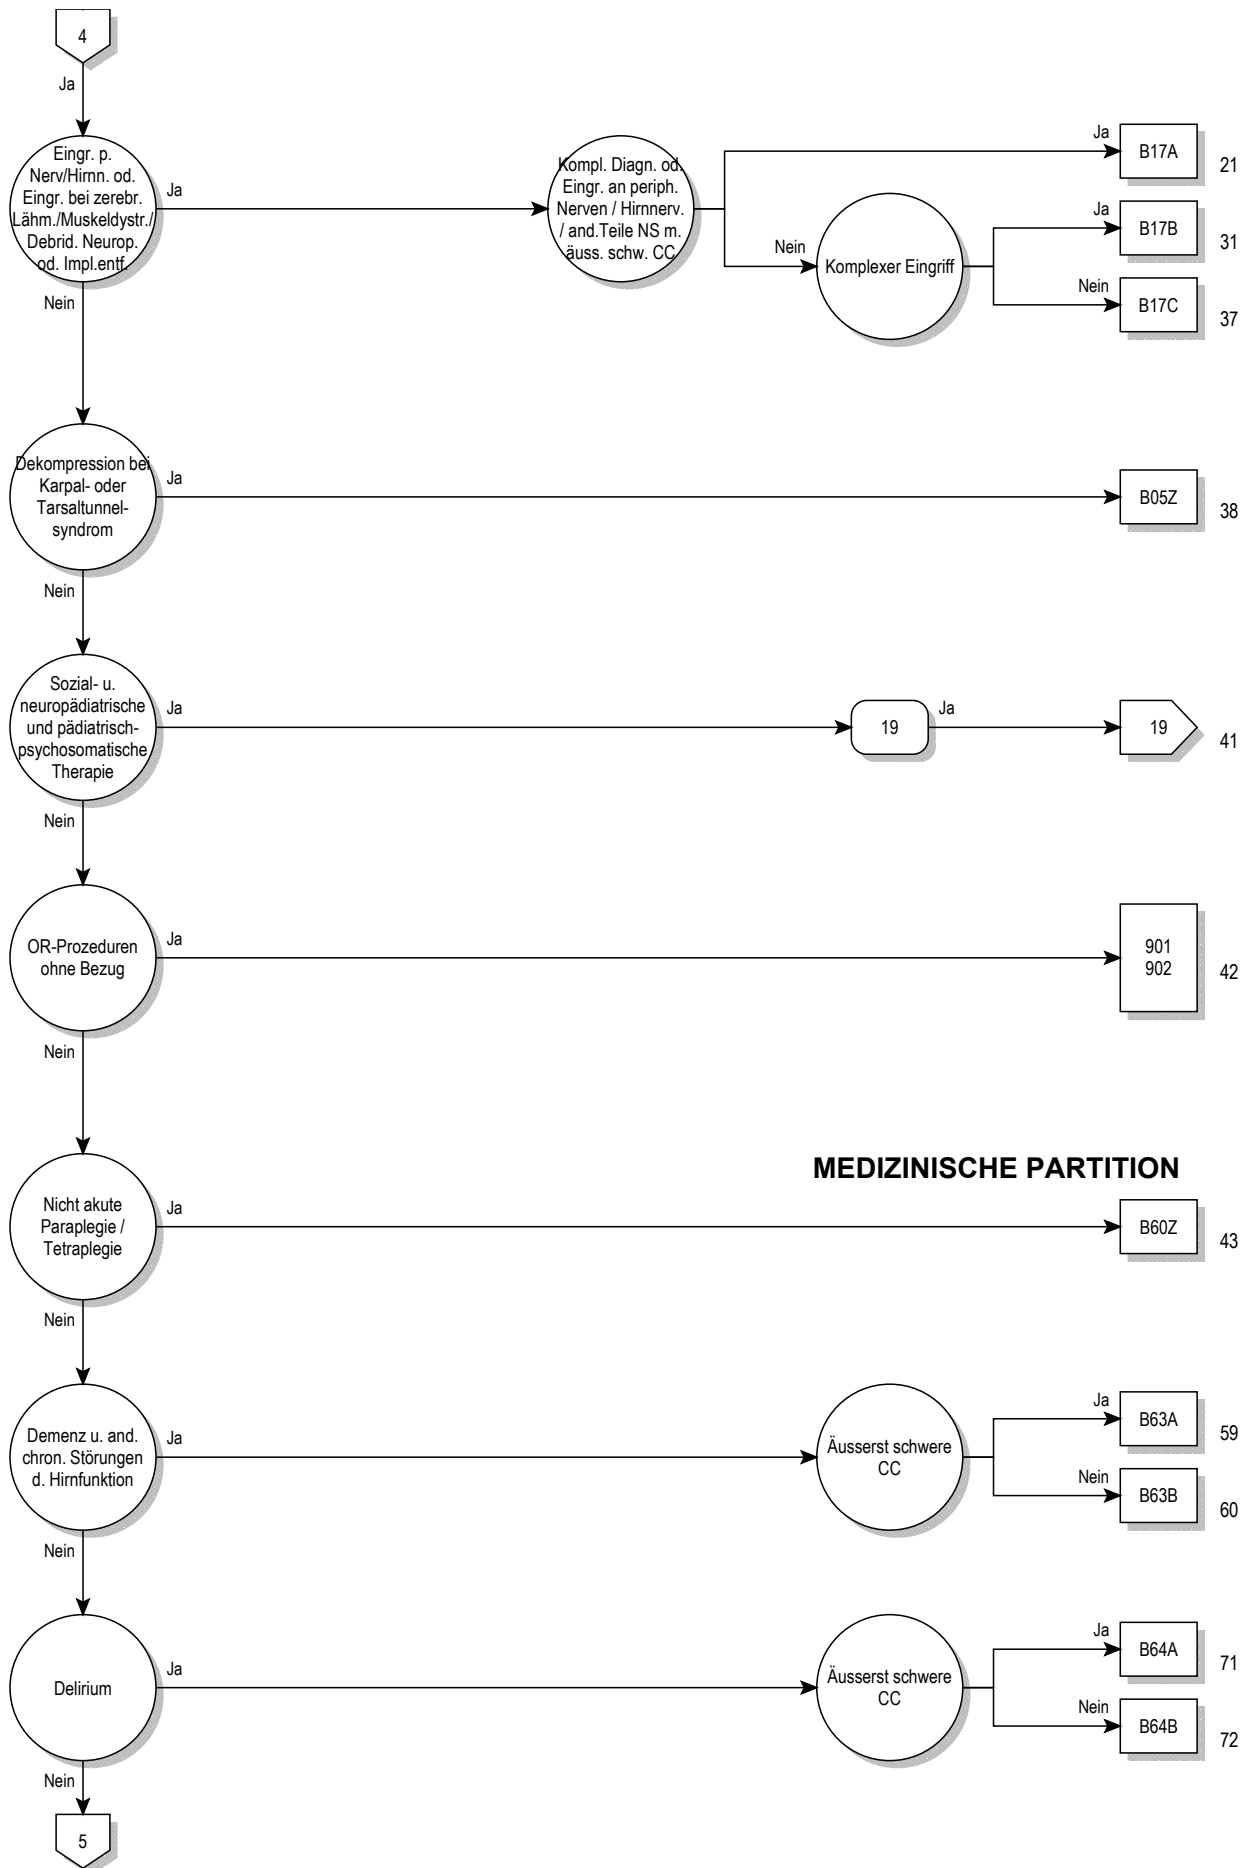 4
Ja
Eingr. p.
Nerv/Hirnn. od.
Eingr. bei zerebr.
Lähm./Muskeldystr./
Debrid. Neurop.
od. Impl.entf.
Ja
Kompl. Diagn. od.
Eingr. an periph.
Nerven / Hirnnerv.
/ and.Teile NS m.
äuss. schw. CC
Ja
B17A
21
Nein
Komplexer Eingriff
Ja
B17B
31
Nein
B17C
37
Nein
Dekompression bei
Karpal- oder
Tarsaltunnel-
syndrom
Ja
B05Z
38
Nein
Sozial- u.
neuropädiatrische
und pädiatrisch-
psychosomatische
Therapie
Ja
19
Ja
19
41
Nein
OR-Prozeduren
ohne Bezug
Ja
901
902
42
Nein
MEDIZINISCHE PARTITION
Nicht akute
Paraplegie /
Tetraplegie
Ja
B60Z
43
Nein
Demenz u. and.
chron. Störungen
d. Hirnfunktion
Ja
Äusserst schwere
CC
Ja
B63A
59
Nein
B63B
60
Nein
Delirium
Ja
Äusserst schwere
CC
Ja
B64A
71
Nein
B64B
72
Nein
5